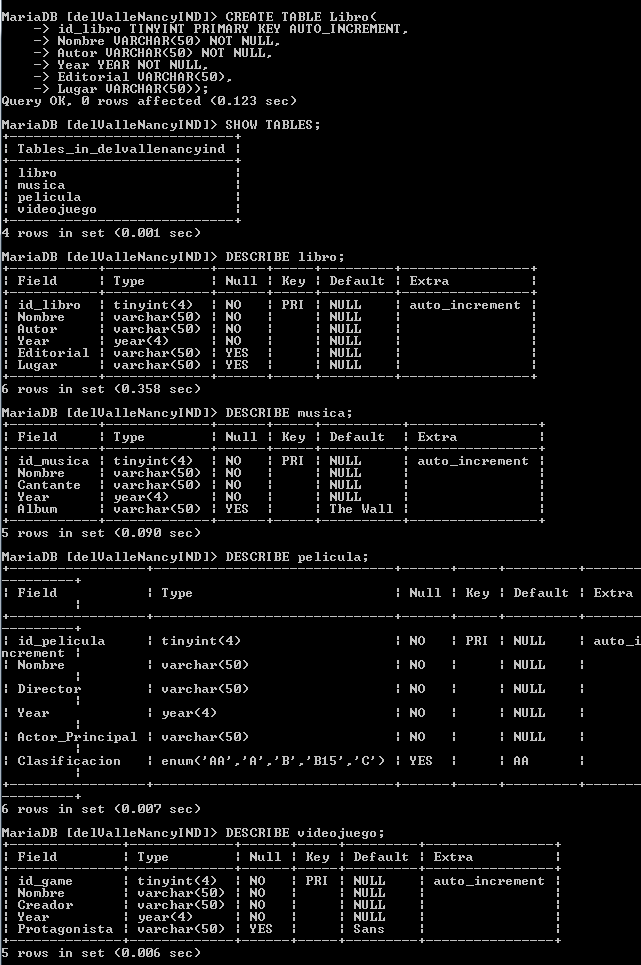 MariaDB [delValleNancyIND]> CREATE TABLE Libro(
    -> id_libro TINYINT PRIMARY KEY AUTO_INCREMENT,
    -> Nombre VARCHAR(50) NOT NULL,
    -> Autor VARCHAR(50) NOT NULL,
    -> Year YEAR NOT NULL,
    -> Editorial VARCHAR(50),
    -> Lugar VARCHAR(50));
Query OK, 0 rows affected (0.123 sec)
MariaDB [delValleNancyIND]> SHOW TABLES;
+----------------------------+
| Tables_in_delvallenancyind |
+----------------------------+
| libro                      |
| musica                     |
| pelicula                   |
| videojuego                 |
+----------------------------+
4 rows in set (0.001 sec)
MariaDB [delValleNancyIND]> DESCRIBE libro;
+-----------+-------------+------+-----+---------+----------------+
| Field     | Type        | Null | Key | Default | Extra          |
+-----------+-------------+------+-----+---------+----------------+
| id_libro  | tinyint(4)  | NO   | PRI | NULL    | auto_increment |
| Nombre    | varchar(50) | NO   |     | NULL    |                |
| Autor     | varchar(50) | NO   |     | NULL    |                |
| Year      | year(4)     | NO   |     | NULL    |                |
| Editorial | varchar(50) | YES  |     | NULL    |                |
| Lugar     | varchar(50) | YES  |     | NULL    |                |
+-----------+-------------+------+-----+---------+----------------+
6 rows in set (0.358 sec)
MariaDB [delValleNancyIND]> DESCRIBE musica;
+-----------+-------------+------+-----+----------+----------------+
| Field     | Type        | Null | Key | Default  | Extra          |
+-----------+-------------+------+-----+----------+----------------+
| id_musica | tinyint(4)  | NO   | PRI | NULL     | auto_increment |
| Nombre    | varchar(50) | NO   |     | NULL     |                |
| Cantante  | varchar(50) | NO   |     | NULL     |                |
| Year      | year(4)     | NO   |     | NULL     |                |
| Album     | varchar(50) | YES  |     | The Wall |                |
+-----------+-------------+------+-----+----------+----------------+
5 rows in set (0.090 sec)
MariaDB [delValleNancyIND]> DESCRIBE pelicula;
+-----------------+------------------------------+------+-----+---------+-------
---------+
| Field           | Type                         | Null | Key | Default | Extra
         |
+-----------------+------------------------------+------+-----+---------+-------
---------+
| id_pelicula     | tinyint(4)                   | NO   | PRI | NULL    | auto_i
ncrement |
| Nombre          | varchar(50)                  | NO   |     | NULL    |
         |
| Director        | varchar(50)                  | NO   |     | NULL    |
         |
| Year            | year(4)                      | NO   |     | NULL    |
         |
| Actor_Principal | varchar(50)                  | NO   |     | NULL    |
         |
| Clasificacion   | enum('AA','A','B','B15','C') | YES  |     | AA      |
         |
+-----------------+------------------------------+------+-----+---------+-------
---------+
6 rows in set (0.007 sec)
MariaDB [delValleNancyIND]> DESCRIBE videojuego;
+--------------+-------------+------+-----+---------+----------------+
| Field        | Type        | Null | Key | Default | Extra          |
+--------------+-------------+------+-----+---------+----------------+
| id_game      | tinyint(4)  | NO   | PRI | NULL    | auto_increment |
| Nombre       | varchar(50) | NO   |     | NULL    |                |
| Creador      | varchar(50) | NO   |     | NULL    |                |
| Year         | year(4)     | NO   |     | NULL    |                |
| Protagonista | varchar(50) | YES  |     | Sans    |                |
+--------------+-------------+------+-----+---------+----------------+
5 rows in set (0.006 sec)